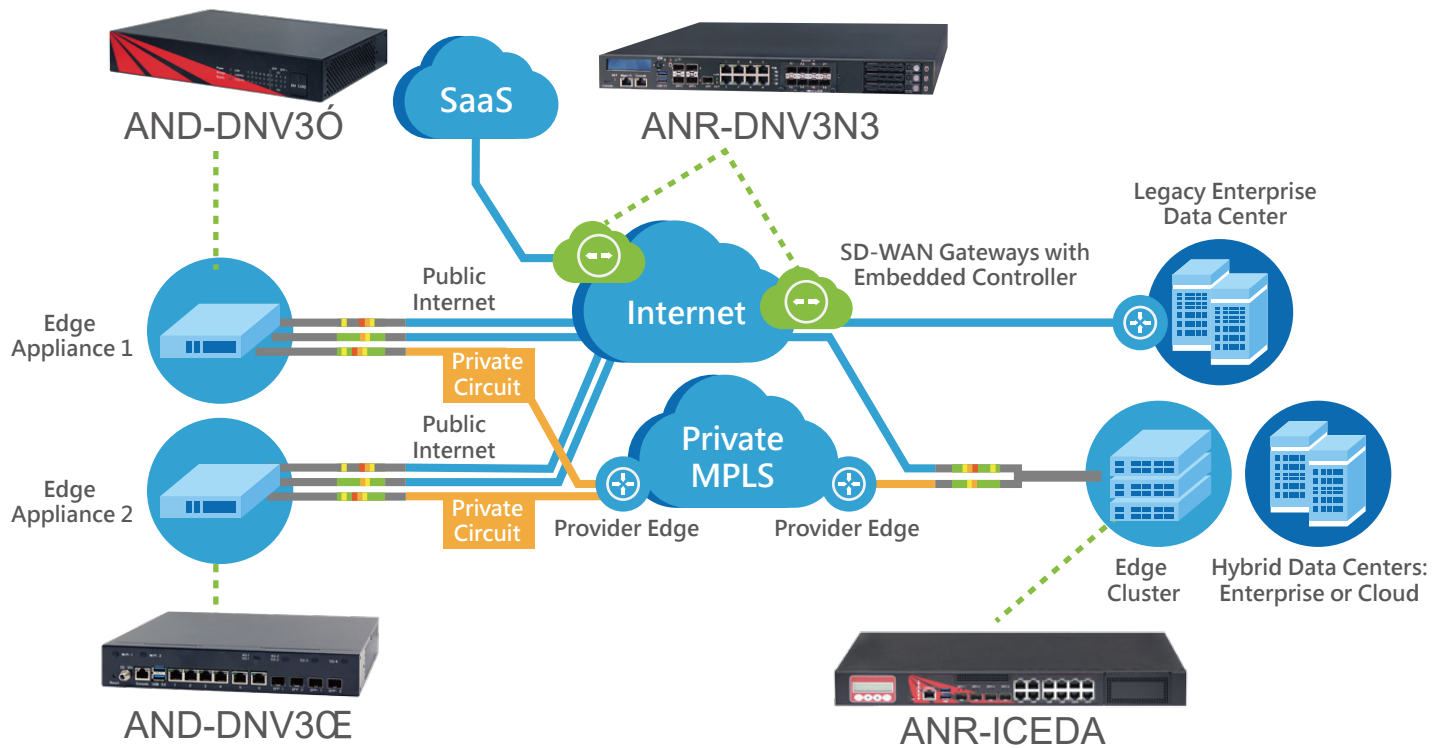 SaaS
AND-DNV3Ó
ANR-DNV3N3
Legacy Enterprise
Data Center
SD-WAN Gateways with
Embedded Controller
Public
Internet
Internet
Edge
Appliance 1
Private
Circuit
Public
Internet
Private
MPLS
Edge
Appliance 2
Private
Circuit
Provider Edge
Provider Edge
Edge
Cluster
Hybrid Data Centers:
Enterprise or Cloud
AND-DNV3Œ
ANR-ICEDA